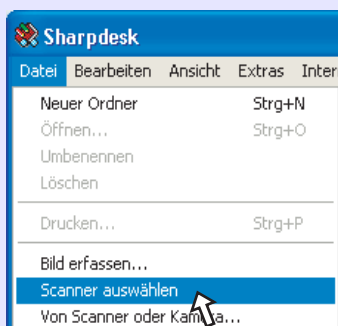 Sharpdesk
Datei Bearbeiten Ansicht Extras Inter
Neuer Ordner Strg+N
Öffnen... Strg+O
Umbenennen
Löschen
Drucken... Strg+P
Bild erfassen...
Scanner auswählen
Von Scanner oder Kamera...